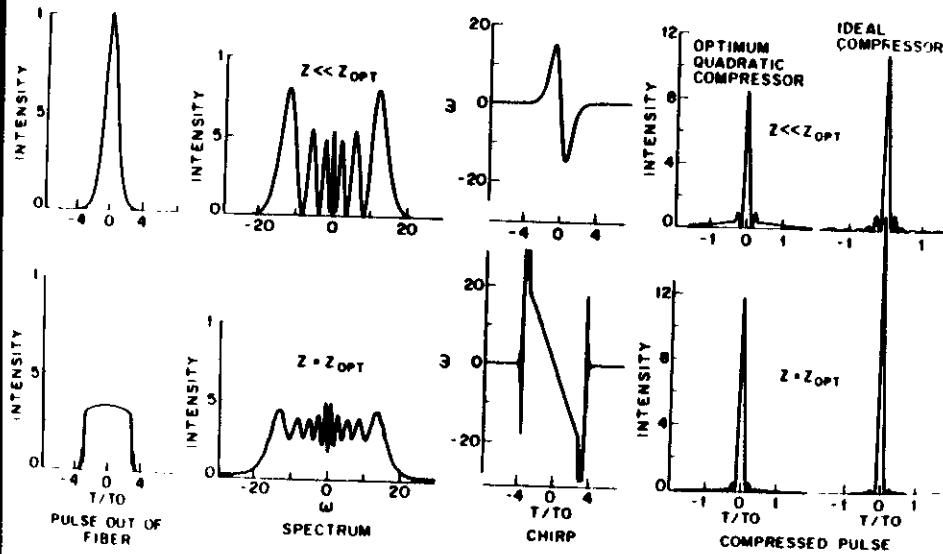 INTENSITY
1
5
0
-4 0 4
INTENSITY
1
5
0
Z<<Z OPT
-20 0 20
ω
20
0
-20
-4 0 4
OPTIMUM
QUADRATIC
COMPRESSOR
IDEAL
COMPRESSOR
Z<<Z OPT
INTENSITY
12
8
4
0
-1 0 1
-1 0 1
INTENSITY
1
5
0
-4 0 4
T/TO
PULSE OUT OF
FIBER
INTENSITY
1
5
0
Z = Z OPT
-20 0 20
ω
SPECTRUM
ω
20
0
-20
-4 0 4
T/TO
CHIRP
INTENSITY
12
8
4
0
Z = Z OPT
-1 0 1
T/TO
-1 0 1
T/TO
COMPRESSED PULSE